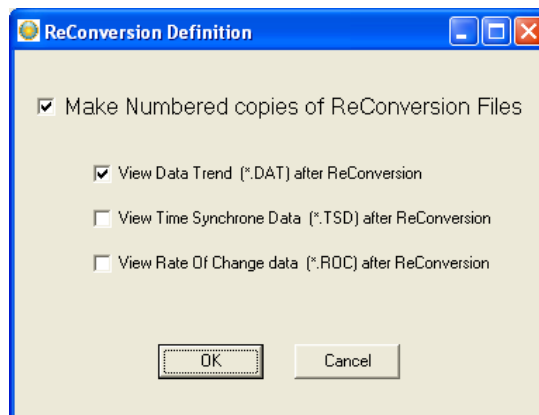 ReConversion Definition
Make Numbered copies of ReConversion Files
View Data Trend (*.DAT) after ReConversion
View Time Synchrone Data (*.TSD) after ReConversion
View Rate Of Change data (*.ROC) after ReConversion
OK Cancel